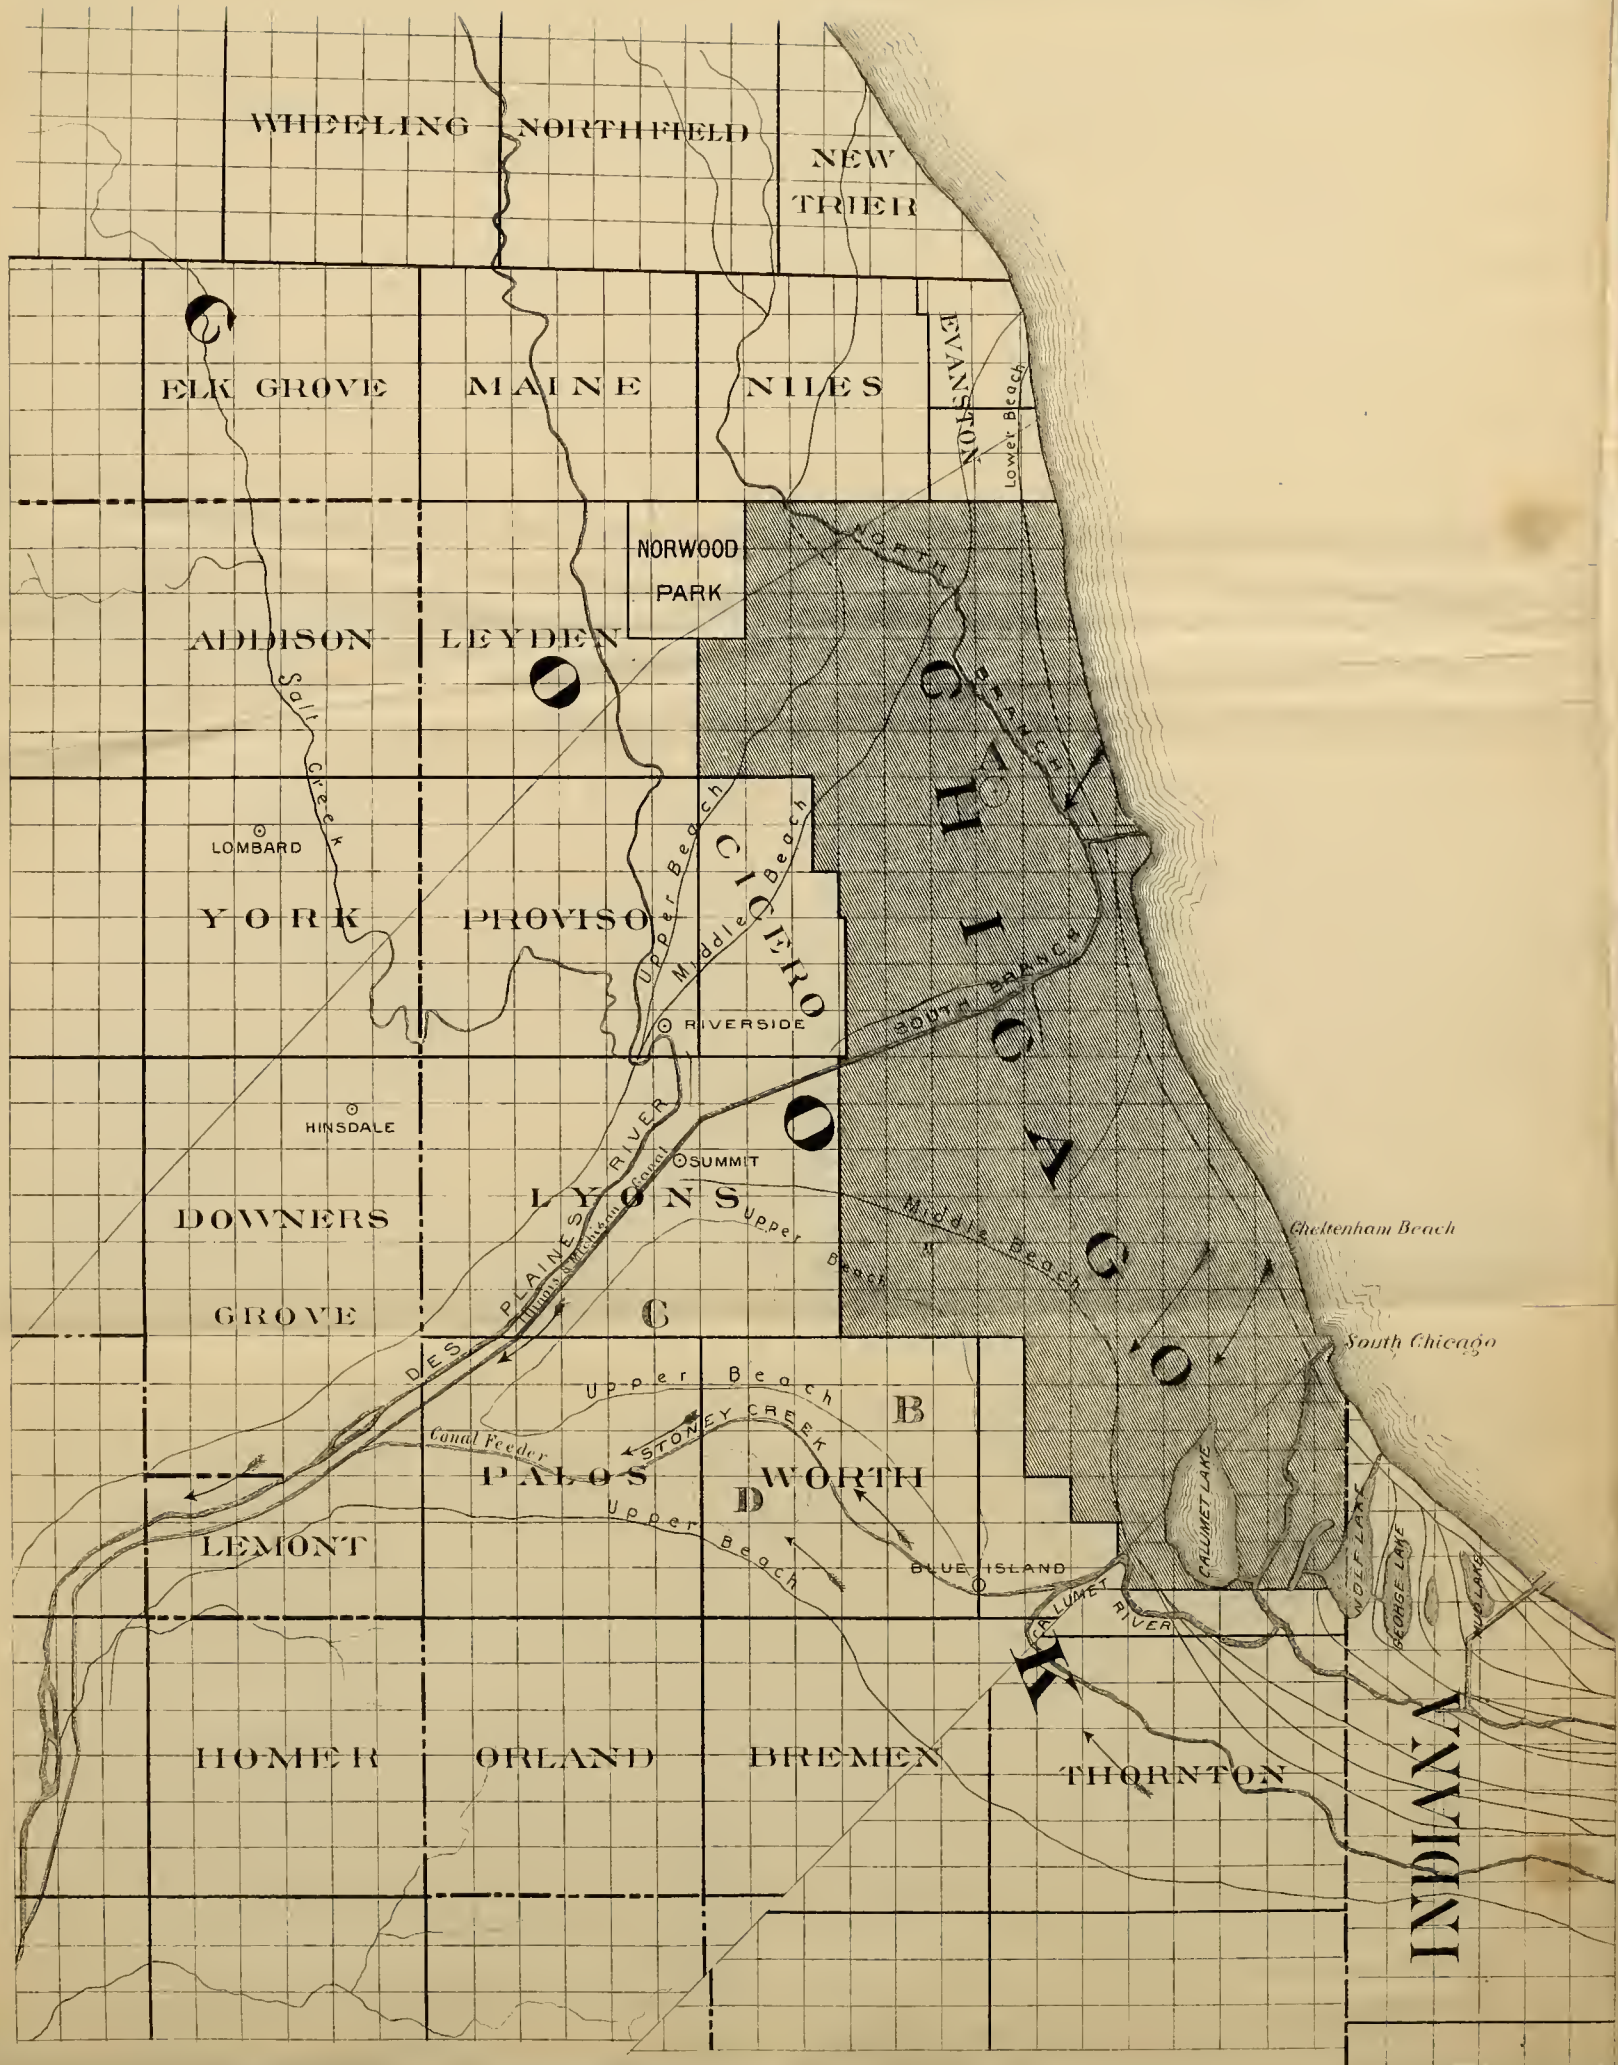 WHEELING
NORTHFIELD
NEW
TRIER
COOK
ELK GROVE
MAINE
NILES
EVANSTON
Lower Beach
NORWOOD
PARK
NORTH BRANCH
ADDISON
LEYDEN
Salt Creek
CHICAGO
A
LOMBARD
YORK
PROVISO
Upper Beach
Middle Beach
CICERO
RIVERSIDE
SOUTH BRANCH
HINSDALE
SUMMIT
DES PLAINES RIVER
Illinois & Michigan Canal
LYONS
DOWNERS
GROVE
Upper Beach
Middle Beach
Cheltenham Beach
South Chicago
C
Upper Beach
B
STONEY CREEK
Canal Feeder
PALOS
WORTH
D
Upper Beach
CALUMET LAKE
WOLF LAKE
GEORGE LAKE
MUD LAKE
LEMONT
BLUE ISLAND
CALUMET RIVER
HOMER
ORLAND
BREMEN
THORNTON
INDIANA